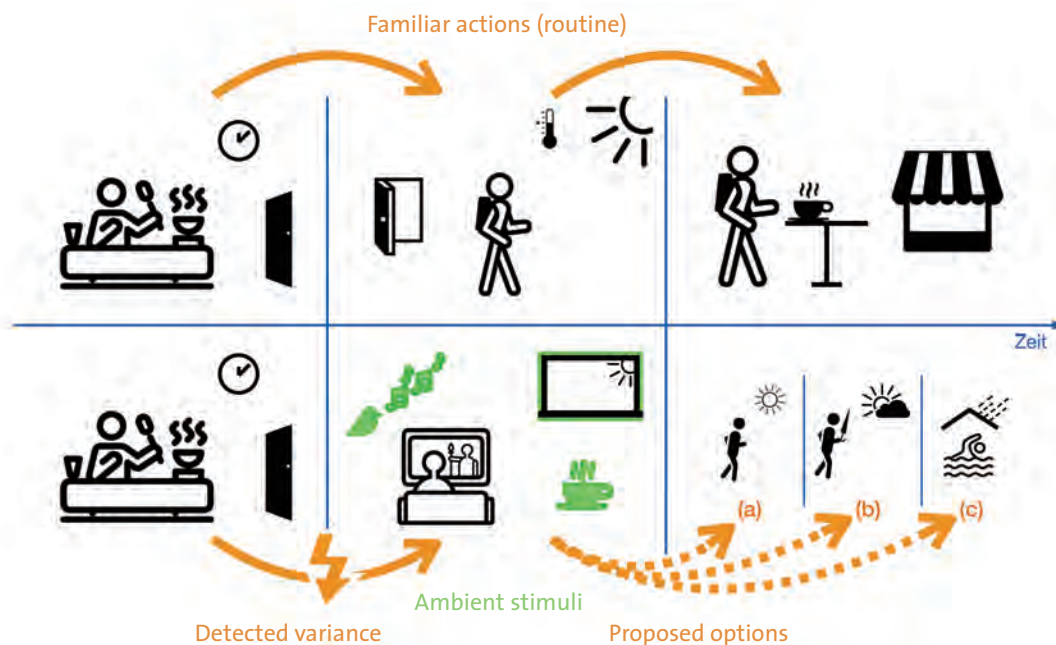 Familiar actions (routine)
Zeit
(a)
(b)
(c)
Ambient stimuli
Detected variance
Proposed options